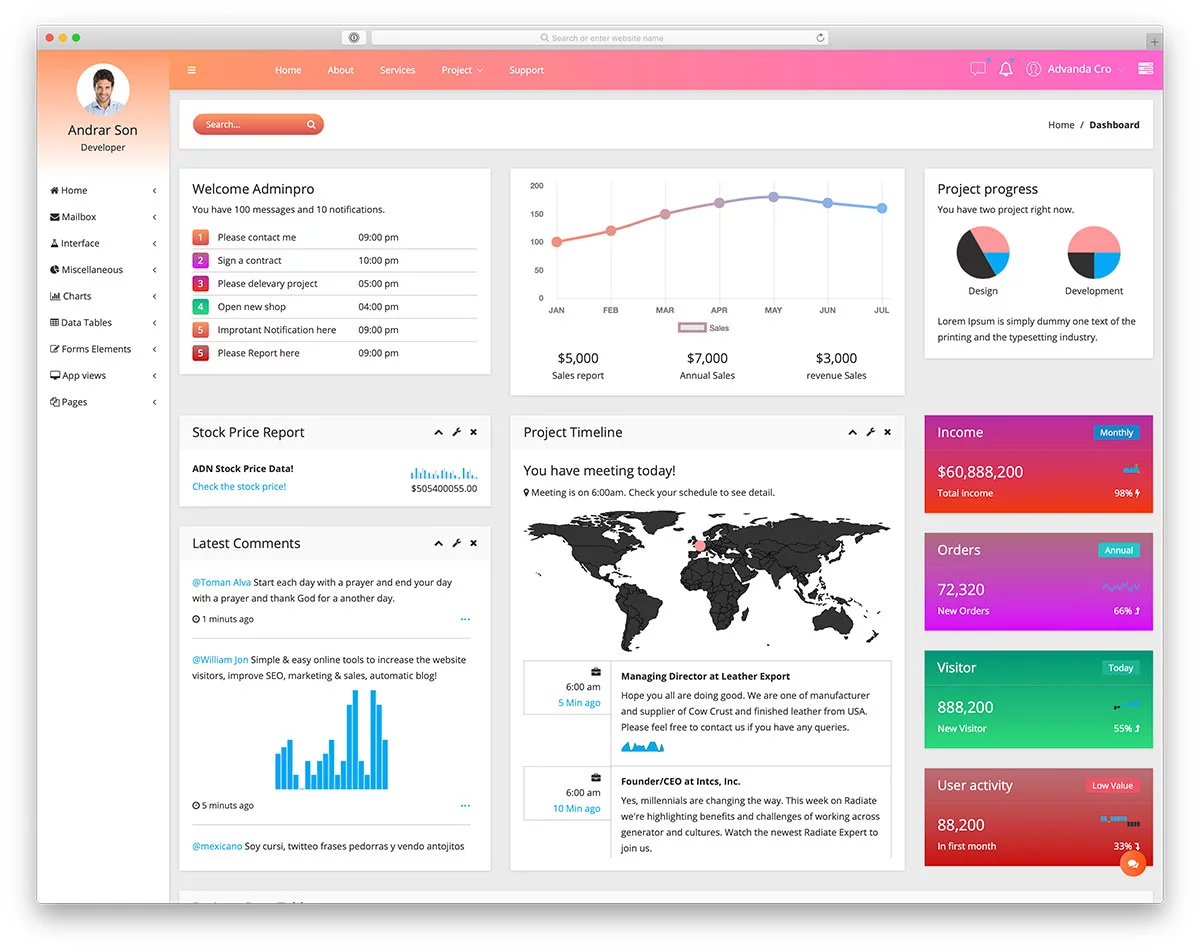 Search or enter website name
Andrar Son
Developer
Home
Mailbox
Interface
Miscellaneous
Charts
Data Tables
Forms Elements
App views
Pages
Home About Services Project Support
Advanda Cro
Search...
Home / Dashboard
Welcome Adminpro
You have 100 messages and 10 notifications.
1 Please contact me 09:00 pm
2 Sign a contract 10:00 pm
3 Please delevary project 05:00 pm
4 Open new shop 04:00 pm
5 Improtant Notification here 09:00 pm
5 Please Report here 09:00 pm
200
150
100
50
0
JAN FEB MAR APR MAY JUN JUL
Sales
$5,000 $7,000 $3,000
Sales report Annual Sales revenue Sales
Project progress
You have two project right now.
Design Development
Lorem Ipsum is simply dummy one text of the
printing and the typesetting industry.
Stock Price Report
ADN Stock Price Data!
Check the stock price!
$505400055.00
Latest Comments
@Toman Alva Start each day with a prayer and end your day
with a prayer and thank God for a another day.
1 minuts ago
...
@William Jon Simple & easy online tools to increase the website
visitors, improve SEO, marketing & sales, automatic blog!
5 minuts ago
...
@mexicano Soy cursi, twitteo frases pedorras y vendo antojitos
Project Timeline
You have meeting today!
Meeting is on 6:00am. Check your schedule to see detail.
6:00 am
5 Min ago
Managing Director at Leather Export
Hope you all are doing good. We are one of manufacturer
and supplier of Cow Crust and finished leather from USA.
Please feel free to contact us if you have any queries.
6:00 am
10 Min ago
Founder/CEO at Intcs, Inc.
Yes, millennials are changing the way. This week on Radiate
we're highlighting benefits and challenges of working across
generator and cultures. Watch the newest Radiate Expert to
join us.
Income Monthly
$60,888,200
Total income 98%
Orders Annual
72,320
New Orders 66%
Visitor Today
888,200
New Visitor 55%
User activity Low Value
88,200
In first month 33%